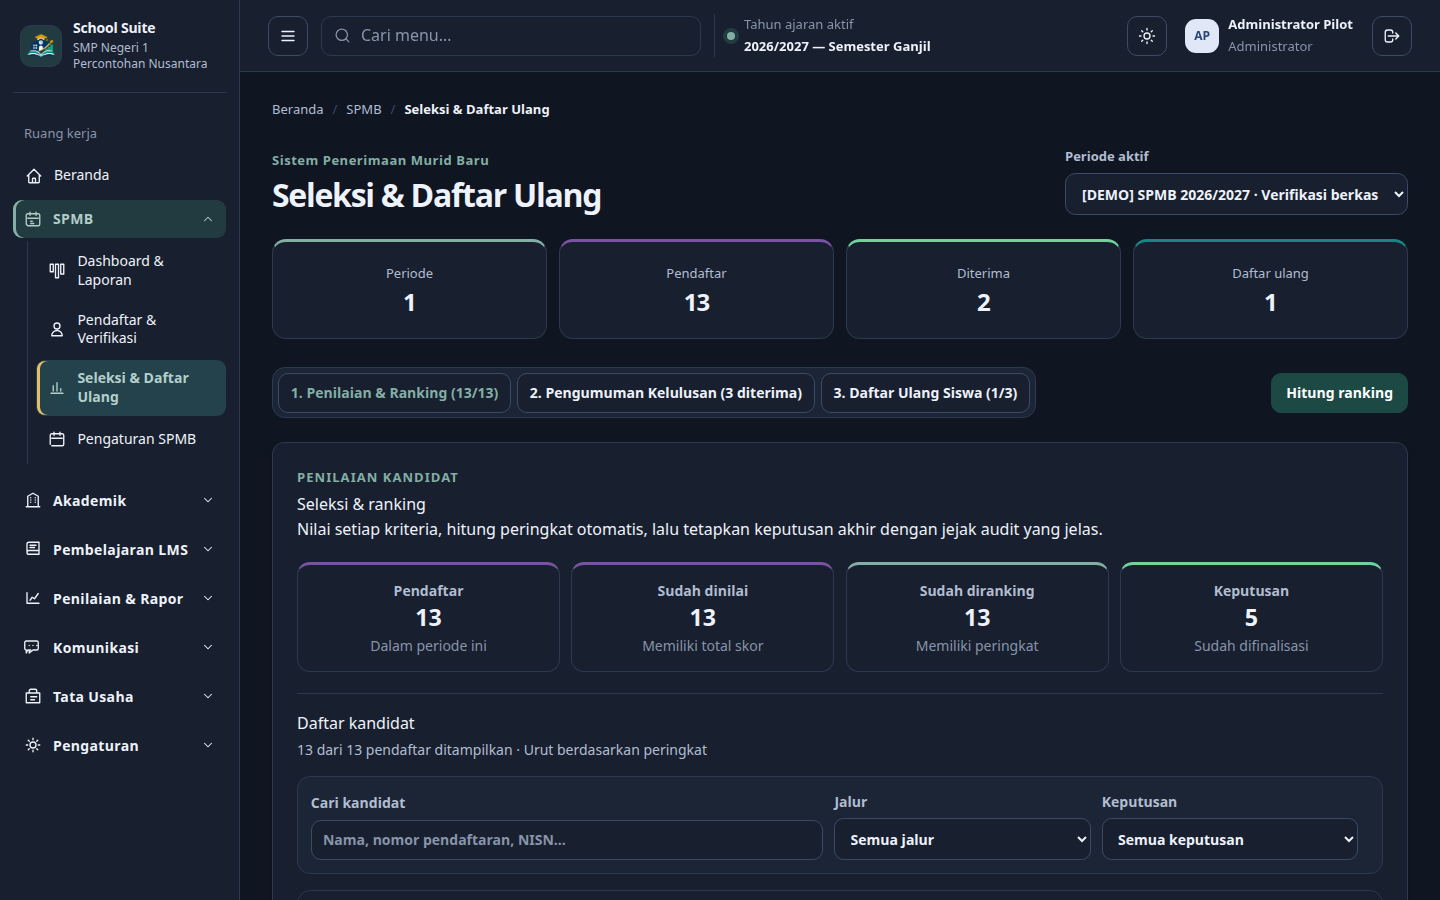 School Suite
SMP Negeri 1
Percontohan Nusantara
Cari menu...
Tahun ajaran aktif
2026/2027 — Semester Ganjil
AP
Administrator Pilot
Administrator
Ruang kerja
Beranda
SPMB
Dashboard &
Laporan
Pendaftar &
Verifikasi
Seleksi & Daftar
Ulang
Pengaturan SPMB
Akademik
Pembelajaran LMS
Penilaian & Rapor
Komunikasi
Tata Usaha
Pengaturan
Beranda / SPMB / Seleksi & Daftar Ulang
Sistem Penerimaan Murid Baru
Seleksi & Daftar Ulang
Periode aktif
[DEMO] SPMB 2026/2027 · Verifikasi berkas
Periode
1
Pendaftar
13
Diterima
2
Daftar ulang
1
1. Penilaian & Ranking (13/13)
2. Pengumuman Kelulusan (3 diterima)
3. Daftar Ulang Siswa (1/3)
Hitung ranking
PENILAIAN KANDIDAT
Seleksi & ranking
Nilai setiap kriteria, hitung peringkat otomatis, lalu tetapkan keputusan akhir dengan jejak audit yang jelas.
Pendaftar
13
Dalam periode ini
Sudah dinilai
13
Memiliki total skor
Sudah diranking
13
Memiliki peringkat
Keputusan
5
Sudah difinalisasi
Daftar kandidat
13 dari 13 pendaftar ditampilkan · Urut berdasarkan peringkat
Cari kandidat
Nama, nomor pendaftaran, NISN...
Jalur
Semua jalur
Keputusan
Semua keputusan